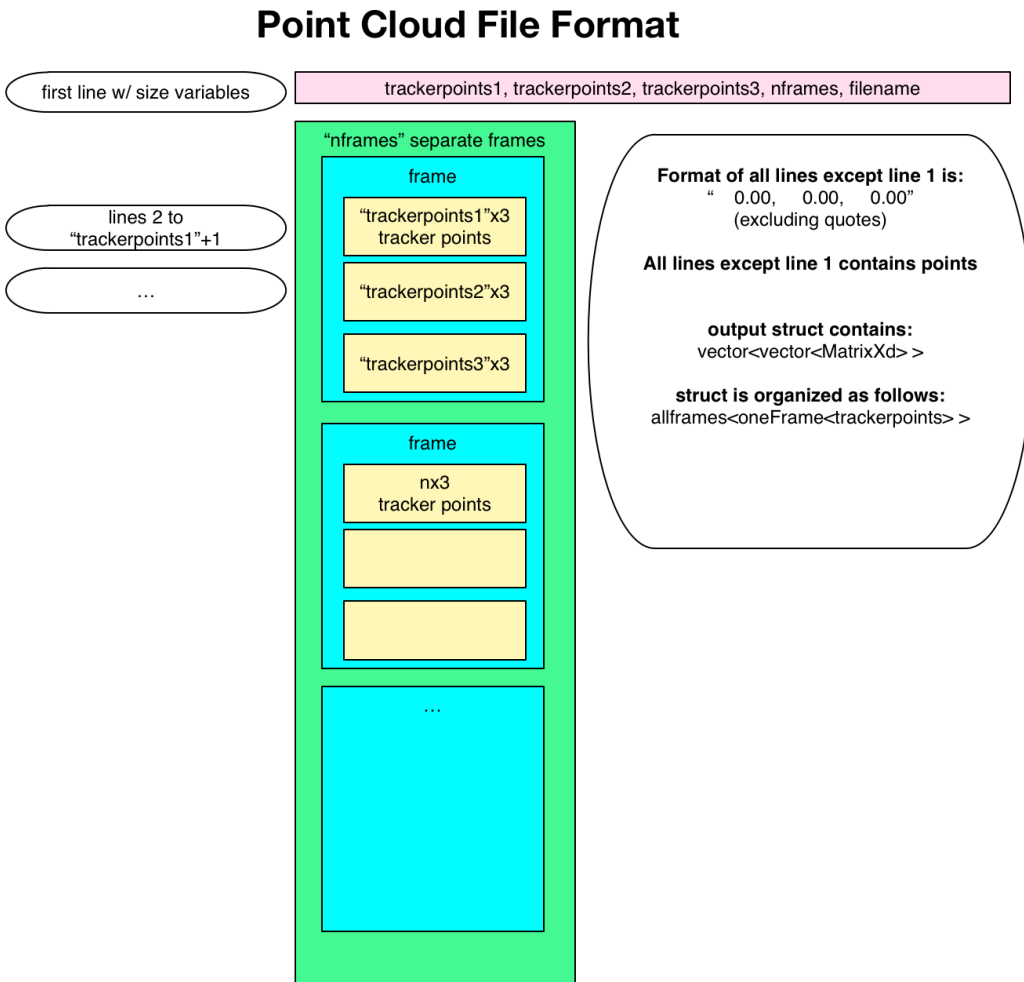 Point Cloud File Format
first line w/ size variables
trackerpoints1, trackerpoints2, trackerpoints3, nframes, filename
“nframes” separate frames
frame
lines 2 to
“trackerpoints1”+1
“trackerpoints1”x3
tracker points
…
“trackerpoints2”x3
“trackerpoints3”x3
frame
nx3
tracker points
…
Format of all lines except line 1 is:
“    0.00,     0.00,     0.00”
(excluding quotes)
All lines except line 1 contains points
output struct contains:
vector<vector<MatrixXd> >
struct is organized as follows:
allframes<oneFrame<trackerpoints> >